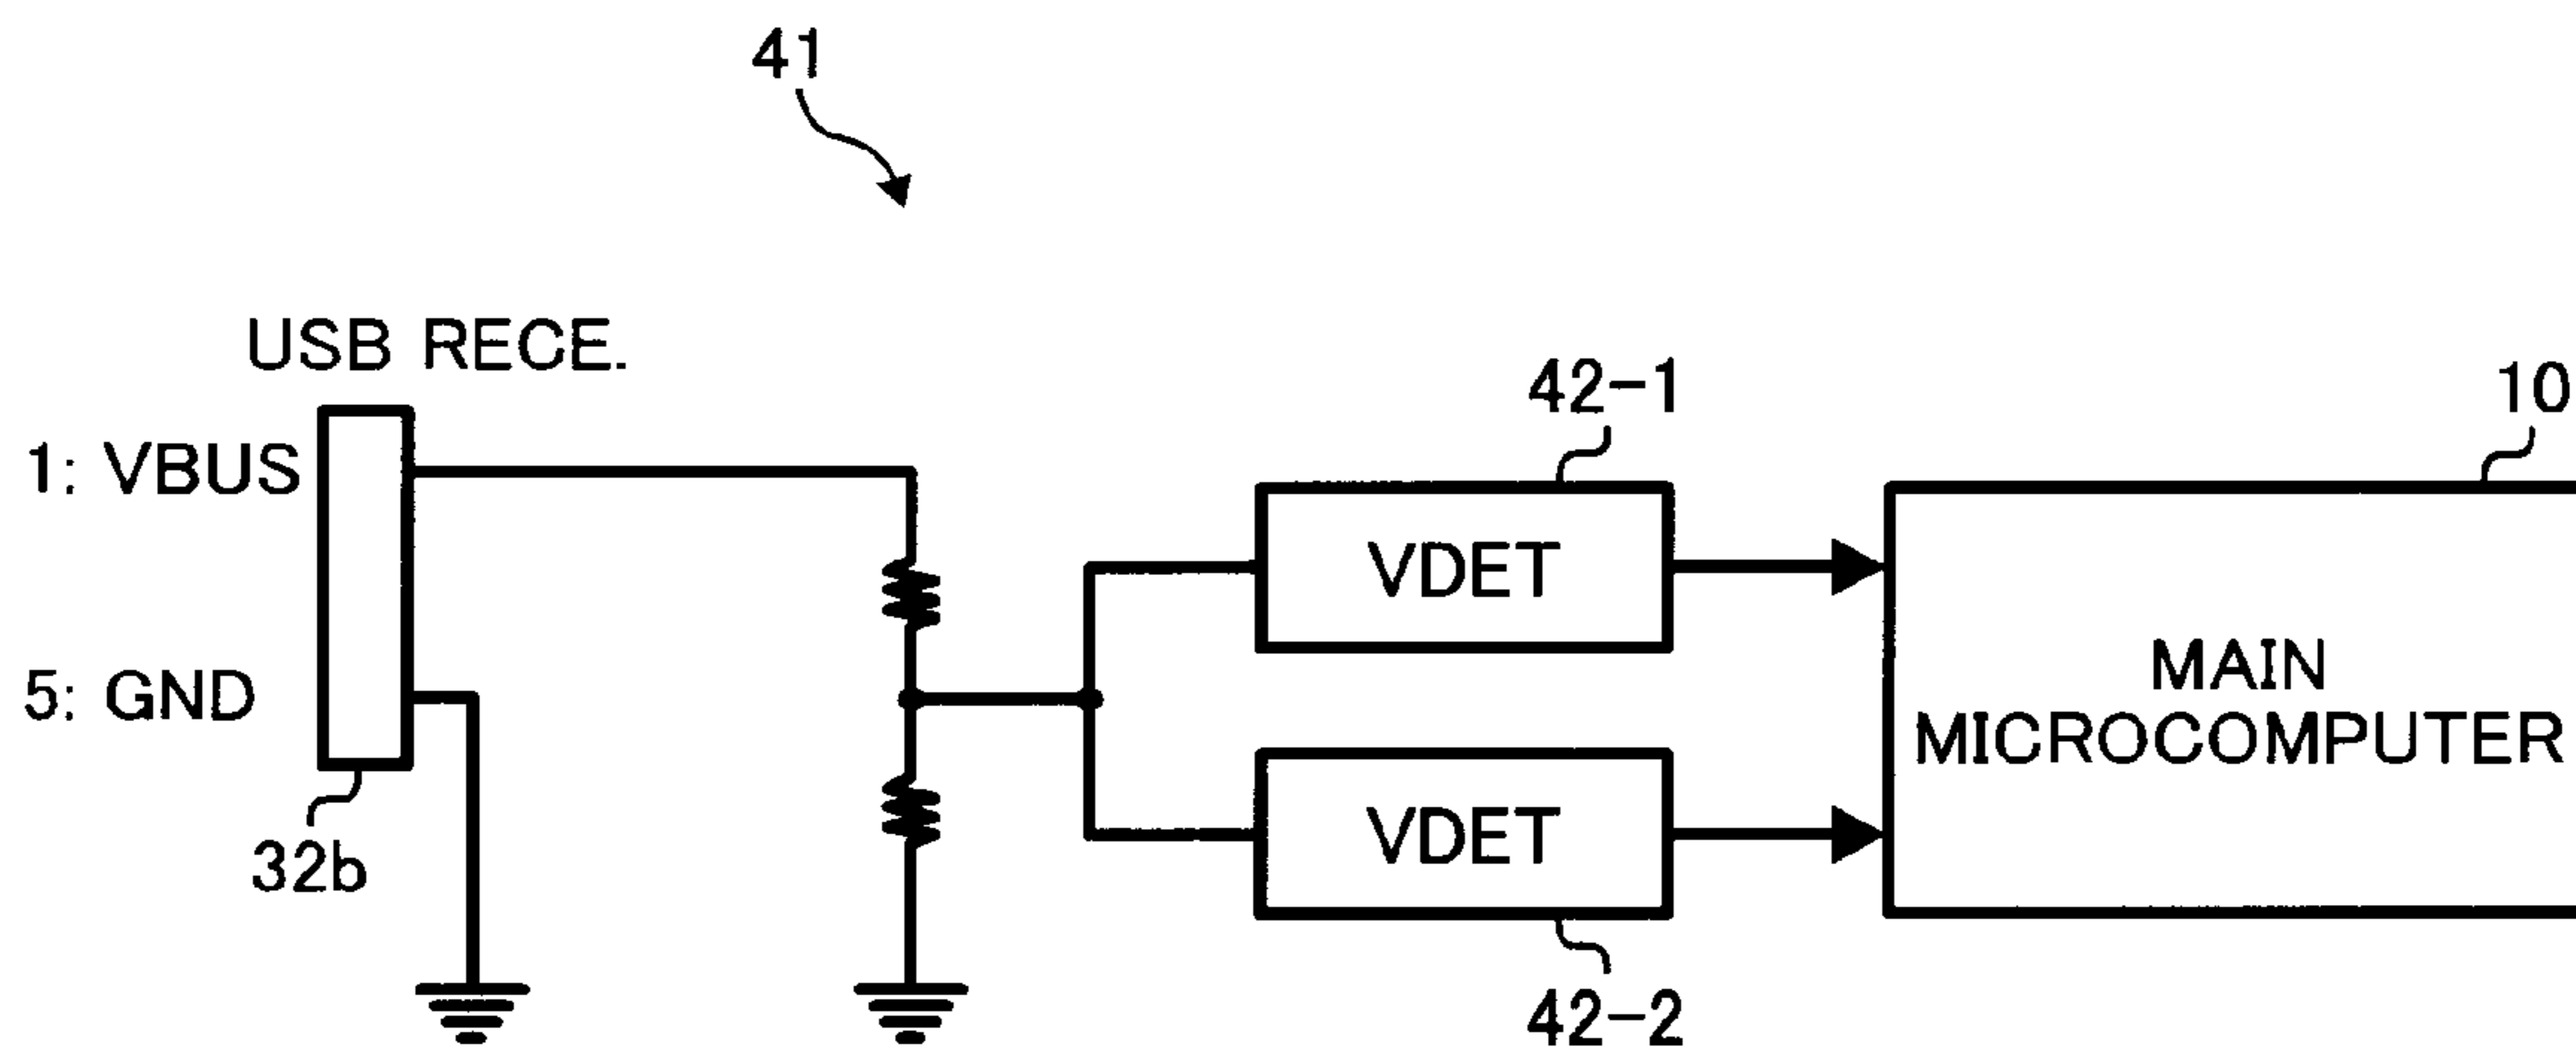 41
USB RECE.
42-1
10
1: VBUS
VDET
MAIN
MICROCOMPUTER
5: GND
VDET
32b
42-2